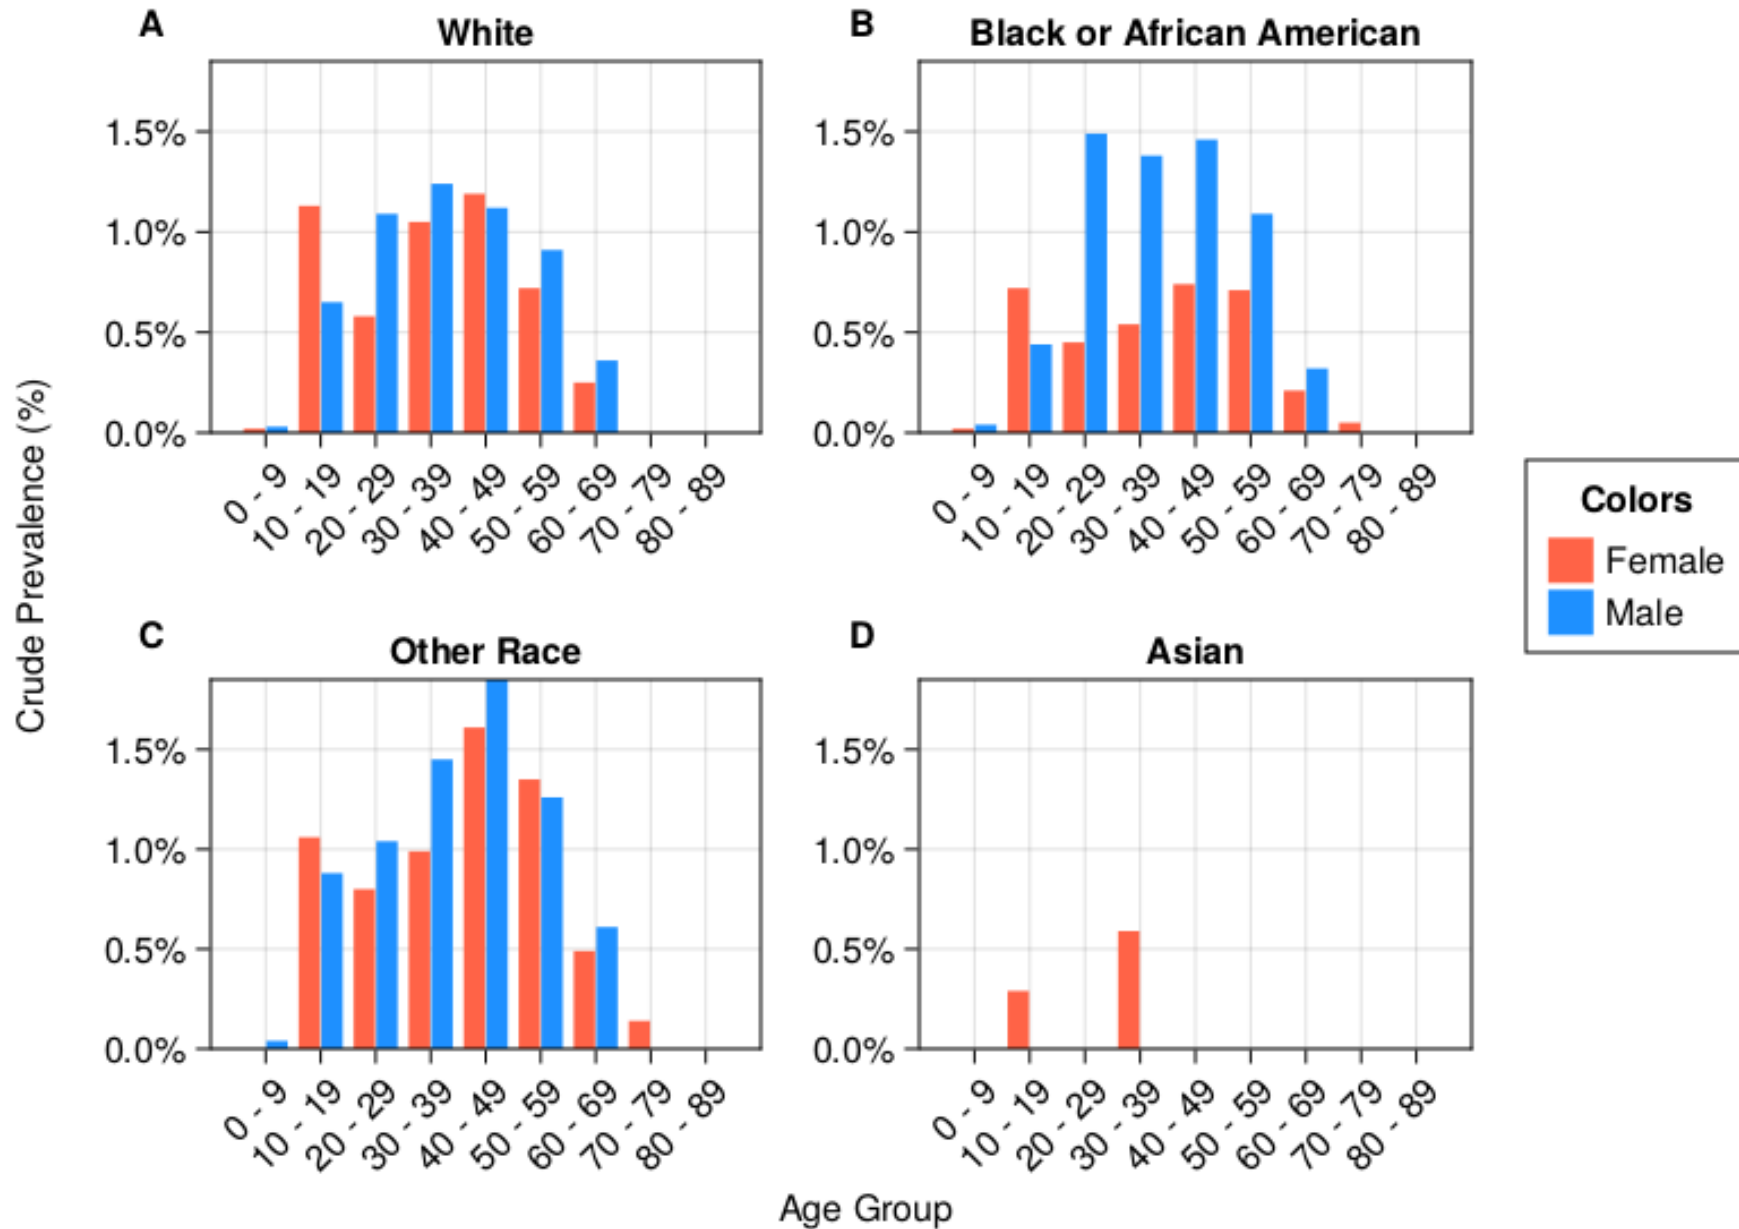 A
White
1.5%
1.0%
0.5%
0.0%
0 - 9
10 - 19
20 - 29
30 - 39
40 - 49
50 - 59
60 - 69
70 - 79
80 - 89
B
Black or African American
1.5%
1.0%
0.5%
0.0%
0 - 9
10 - 19
20 - 29
30 - 39
40 - 49
50 - 59
60 - 69
70 - 79
80 - 89
Crude Prevalence (%)
Colors
Female
Male
C
Other Race
1.5%
1.0%
0.5%
0.0%
0 - 9
10 - 19
20 - 29
30 - 39
40 - 49
50 - 59
60 - 69
70 - 79
80 - 89
D
Asian
1.5%
1.0%
0.5%
0.0%
0 - 9
10 - 19
20 - 29
30 - 39
40 - 49
50 - 59
60 - 69
70 - 79
80 - 89
Age Group